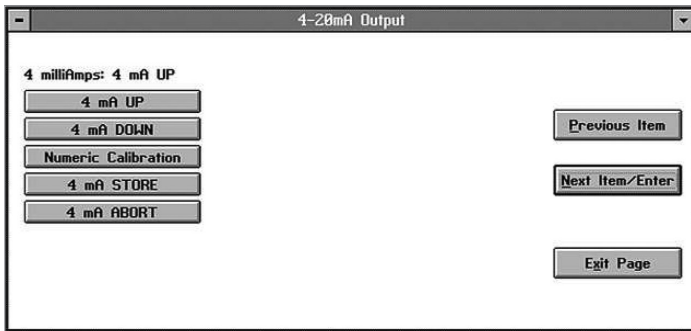 4-20mA Output
4 milliAmps: 4 mA UP
4 mA UP
4 mA DOWN
Numeric Calibration
4 mA STORE
4 mA ABORT
Previous Item
Next Item/Enter
Exit Page